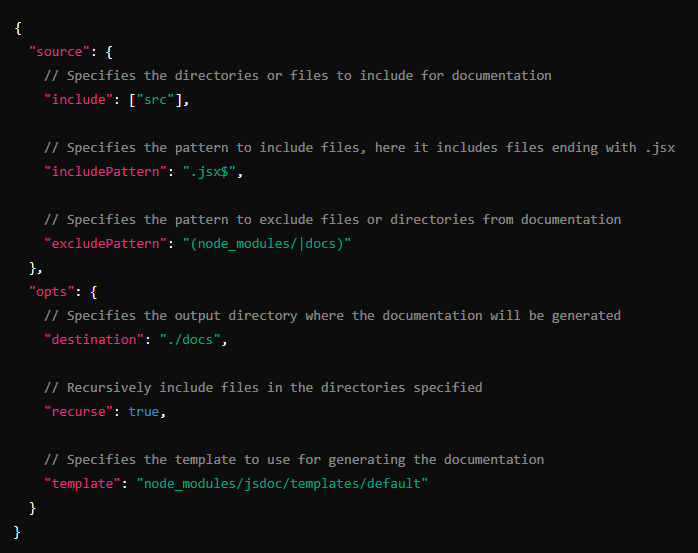 {
"source": {
// Specifies the directories or files to include for documentation
"include": ["src"],
// Specifies the pattern to include files, here it includes files ending with .jsx
"includePattern": ".jsx$",
// Specifies the pattern to exclude files or directories from documentation
"excludePattern": "(node_modules/|docs)"
},
"opts": {
// Specifies the output directory where the documentation will be generated
"destination": "./docs",
// Recursively include files in the directories specified
"recurse": true,
// Specifies the template to use for generating the documentation
"template": "node_modules/jsdoc/templates/default"
}
}